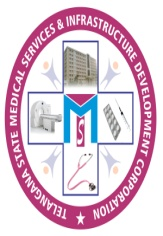 TELANGANA STATE MEDICAL SERVICES & INFRASTRUCTURE DEVELOPMENT CORPORATION
M
S